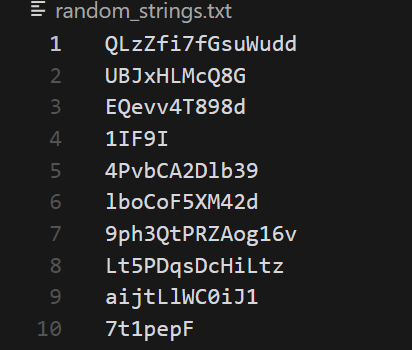 random_strings.txt
1 QLzZfi7fGsuWudd
2 UBJxHLMcQ8G
3 EQevv4T898d
4 1IF9I
5 4PvbCA2Dlb39
6 lboCoF5XM42d
7 9ph3QtPRZAog16v
8 Lt5PDqsDcHiLtz
9 aijtLlWC0iJ1
10 7t1pepF